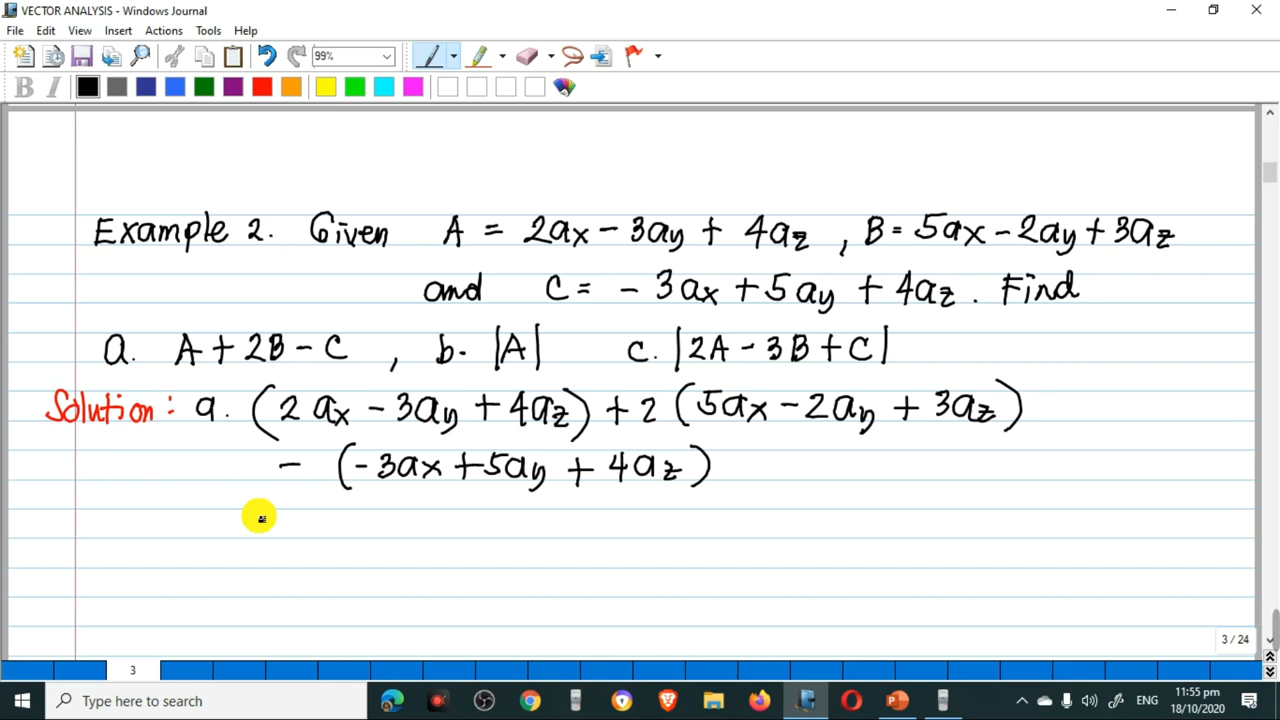 VECTOR ANALYSIS - Windows Journal
File Edit View Insert Actions Tools Help
99%
B I
Example 2. Given A = 2ax - 3ay + 4az , B = 5ax - 2ay + 3az
and C = - 3ax + 5ay + 4az . Find
a. A + 2B - C , b. |A| c. |2A - 3B + C|
Solution : a. (2ax - 3ay + 4az) + 2 (5ax - 2ay + 3az)
- (-3ax + 5ay + 4az)
3 / 24
3
Type here to search
ENG
11:55 pm
18/10/2020